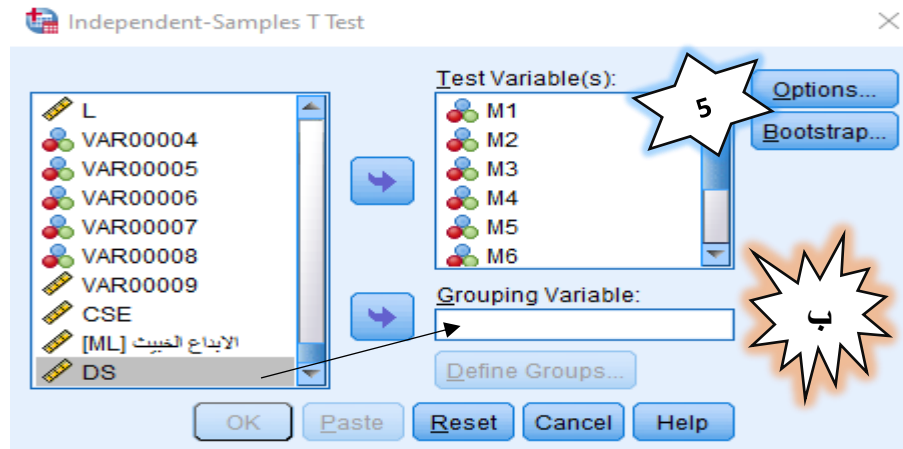 Independent-Samples T Test
L
VAR00004
VAR00005
VAR00006
VAR00007
VAR00008
VAR00009
CSE
الابداع الخبيث [ML]
DS
Test Variable(s):
M1
M2
M3
M4
M5
M6
Grouping Variable:
Define Groups...
Options...
Bootstrap...
5
ب
OK
Paste
Reset
Cancel
Help